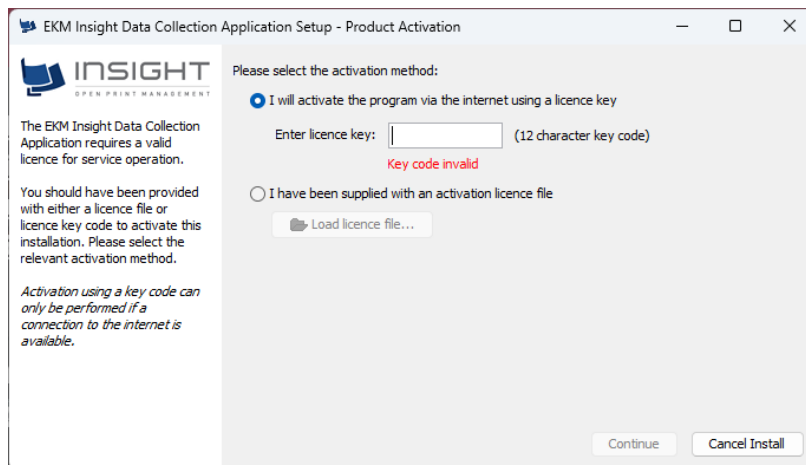 EKM Insight Data Collection Application Setup - Product Activation
INSIGHT
OPEN PRINT MANAGEMENT
The EKM Insight Data Collection
Application requires a valid
licence for service operation.
You should have been provided
with either a licence file or
licence key code to activate this
installation. Please select the
relevant activation method.
Activation using a key code can
only be performed if a
connection to the internet is
available.
Please select the activation method:
I will activate the program via the internet using a licence key
Enter licence key: (12 character key code)
Key code invalid
I have been supplied with an activation licence file
Load licence file...
Continue Cancel Install